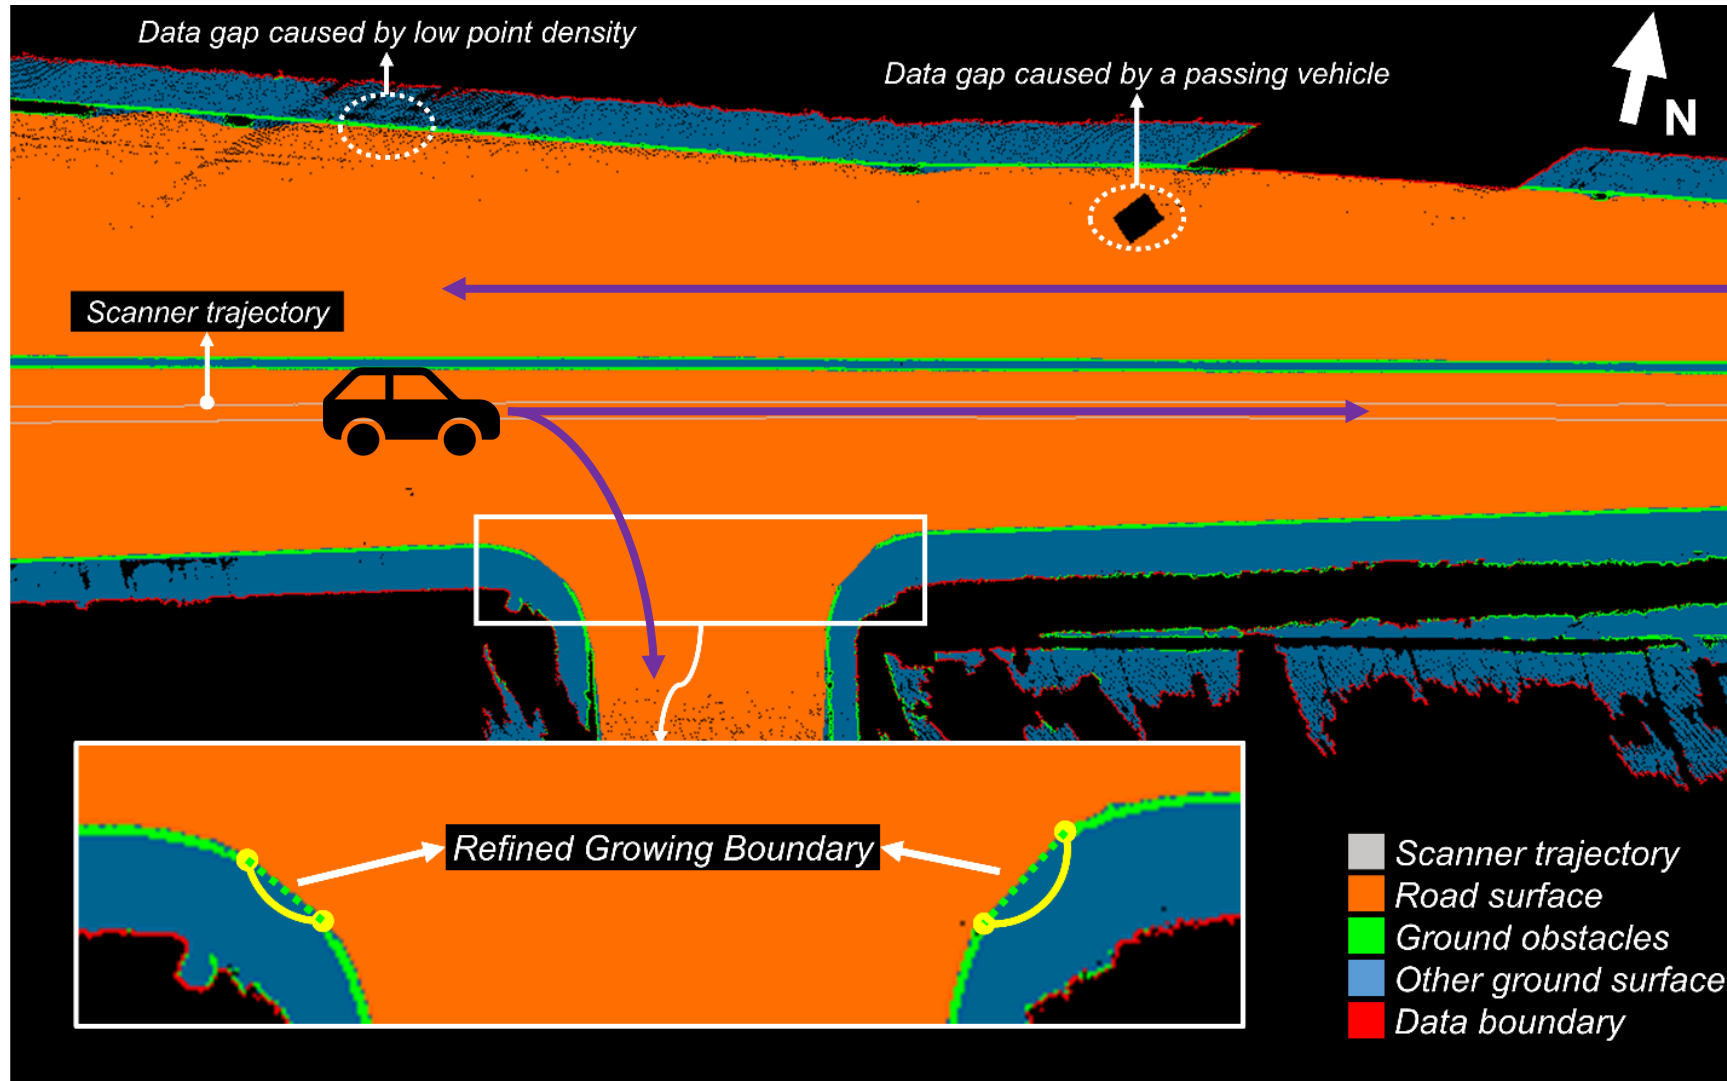 Data gap caused by low point density
Data gap caused by a passing vehicle
N
Scanner trajectory
Refined Growing Boundary
Scanner trajectory
Road surface
Ground obstacles
Other ground surface
Data boundary